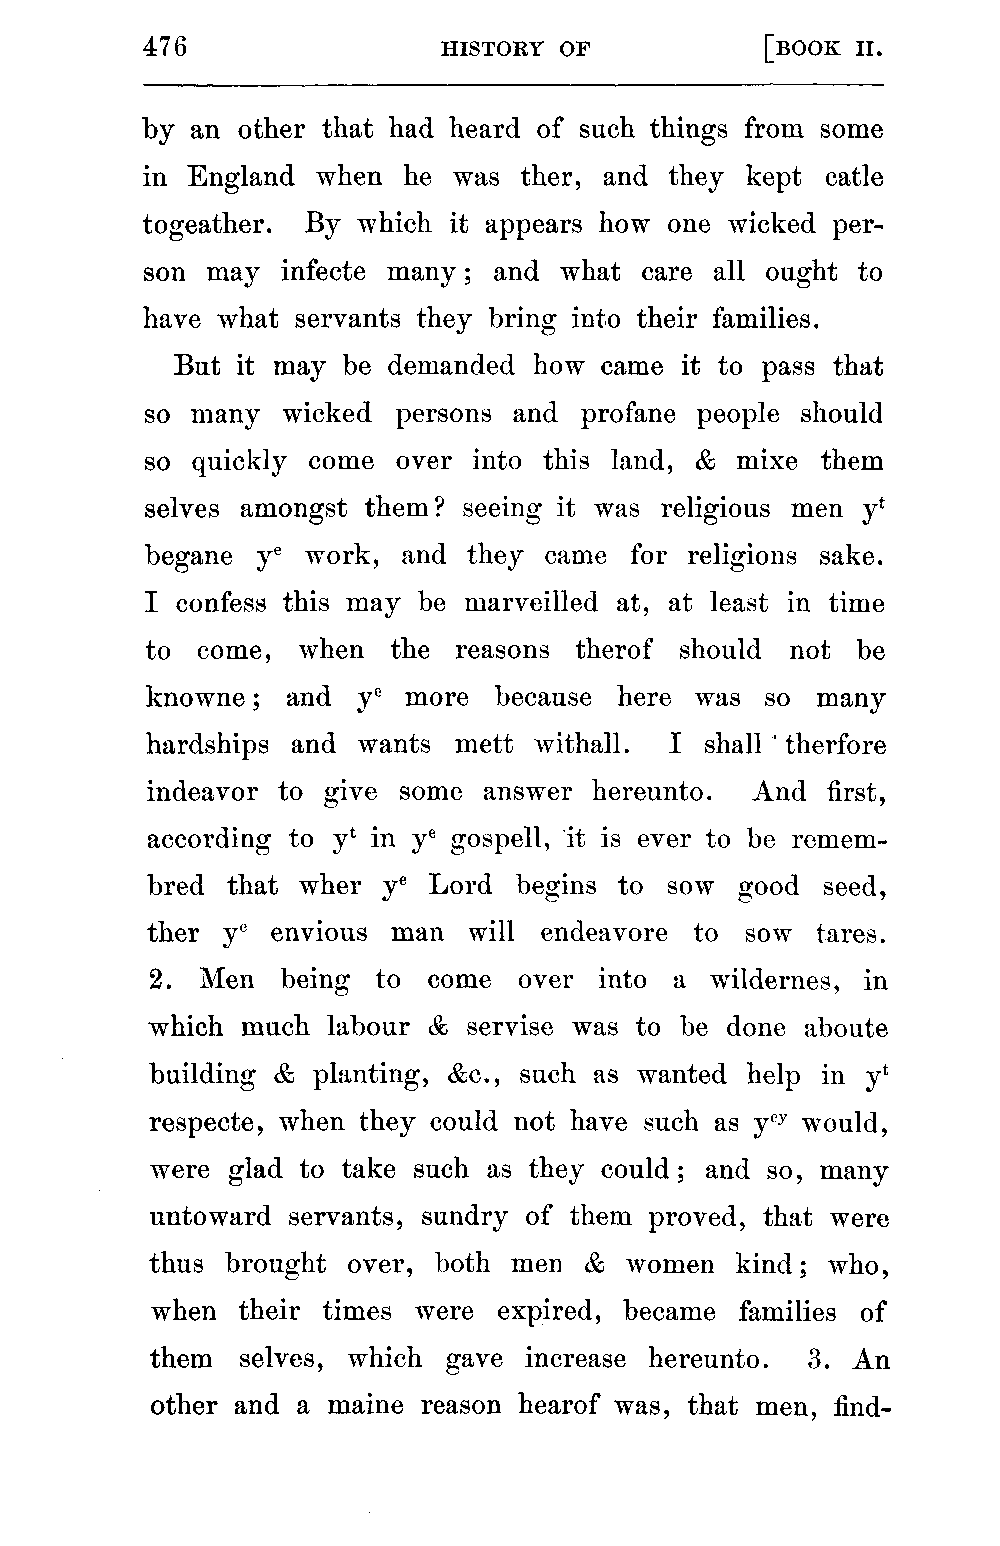 476 HISTORY OF [BOOK II.
by an other that had heard of such things from some
in England when he was ther, and they kept catle
togeather. By which it appears how one wicked per-
son may infecte many; and what care all ought to
have what servants they bring into their families.
But it may be demanded how came it to pass that
so many wicked persons and profane people should
so quickly come over into this land, & mixe them
selves amongst them? seeing it was religious men yᵗ
begane yᵉ work, and they came for religions sake.
I confess this may be marveilled at, at least in time
to come, when the reasons therof should not be
knowne; and yᵉ more because here was so many
hardships and wants mett withall. I shall therfore
indeavor to give some answer hereunto. And first,
according to yᵗ in yᵉ gospell, it is ever to be remem-
bred that wher yᵉ Lord begins to sow good seed,
ther yᵉ envious man will endeavore to sow tares.
2. Men being to come over into a wildernes, in
which much labour & servise was to be done aboute
building & planting, &c., such as wanted help in yᵗ
respecte, when they could not have such as yᵉʸ would,
were glad to take such as they could; and so, many
untoward servants, sundry of them proved, that were
thus brought over, both men & women kind; who,
when their times were expired, became families of
them selves, which gave increase hereunto. 3. An
other and a maine reason hearof was, that men, find-